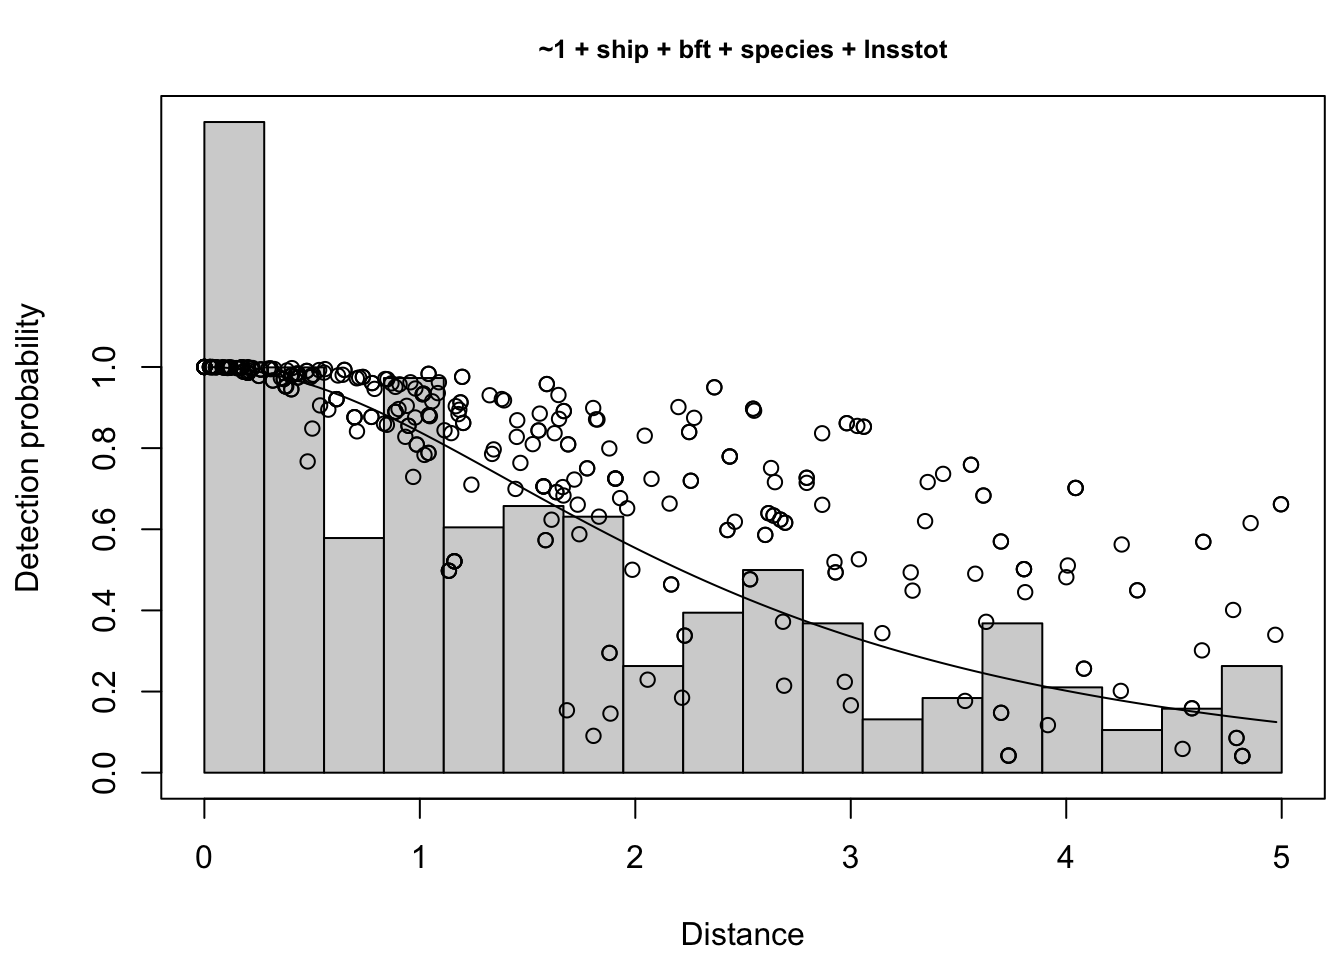 ~1 + ship + bft + species + lnsstot
Detection probability
1.0
0.8
0.6
0.4
0.2
0.0
0 1 2 3 4 5
Distance